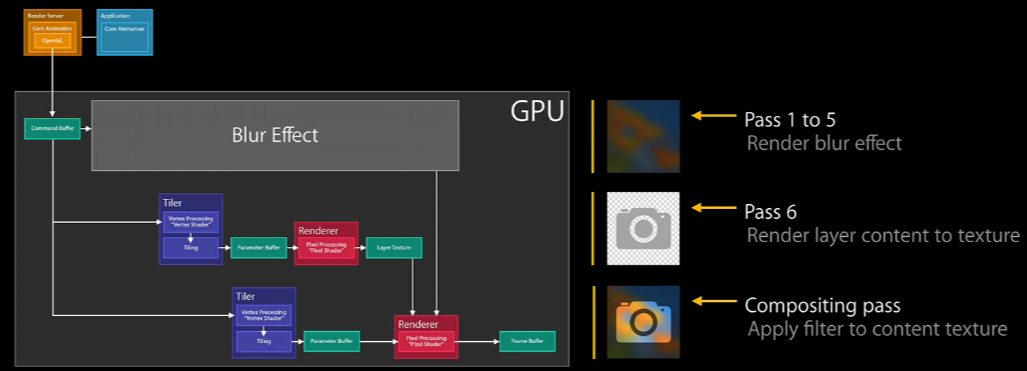 Render Server
Core Animation
OpenGL
Application
Core Animation
GPU
Command Buffer
Blur Effect
Tiler
Vertex Processing
"Vertex Shader"
Tiling
Parameter Buffer
Renderer
Pixel Processing
"Pixel Shader"
Layer Texture
Tiler
Vertex Processing
"Vertex Shader"
Tiling
Parameter Buffer
Renderer
Pixel Processing
"Pixel Shader"
Frame Buffer
Pass 1 to 5
Render blur effect
Pass 6
Render layer content to texture
Compositing pass
Apply filter to content texture